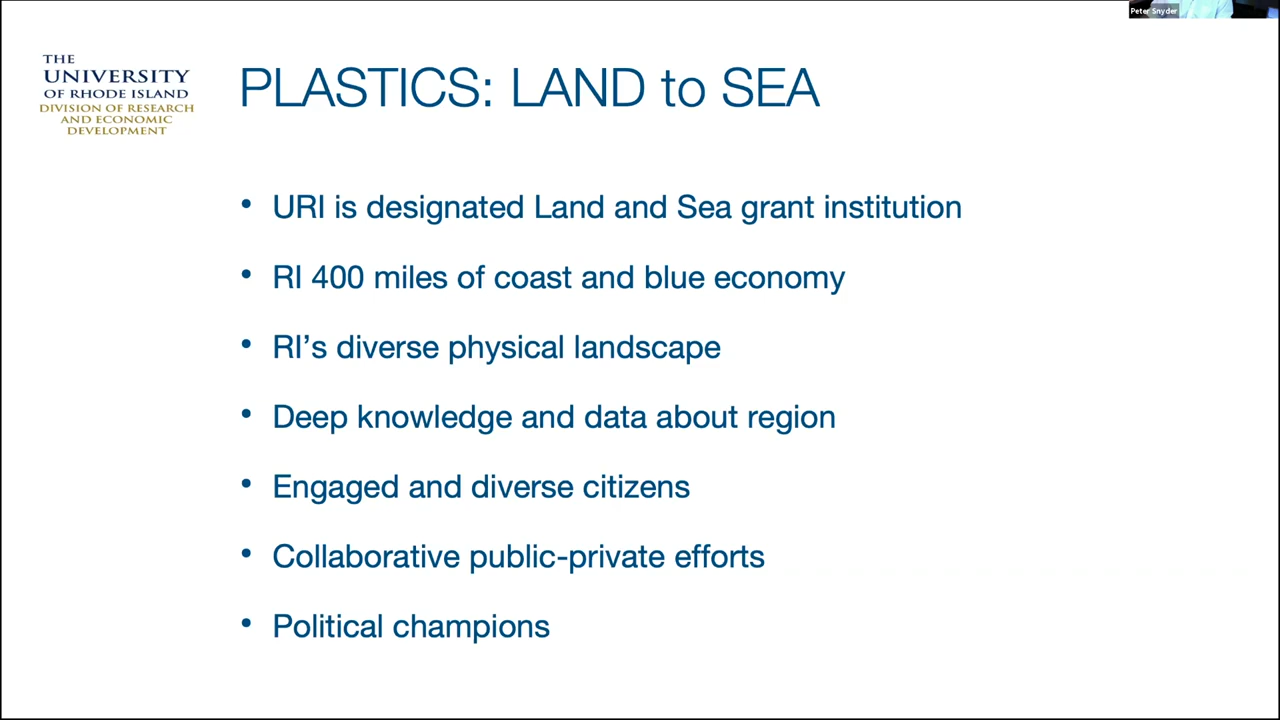 Peter Snyder
THE
UNIVERSITY
OF RHODE ISLAND
DIVISION OF RESEARCH
AND ECONOMIC
DEVELOPMENT
PLASTICS: LAND to SEA
• URI is designated Land and Sea grant institution
• RI 400 miles of coast and blue economy
• RI’s diverse physical landscape
• Deep knowledge and data about region
• Engaged and diverse citizens
• Collaborative public-private efforts
• Political champions